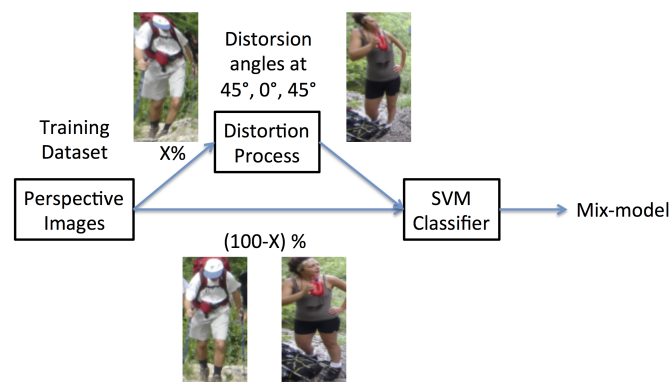 Distorsion
angles at
45°, 0°, 45°
Training
Dataset
X%
Distortion
Process
Perspective
Images
SVM
Classifier
Mix-model
(100-X) %